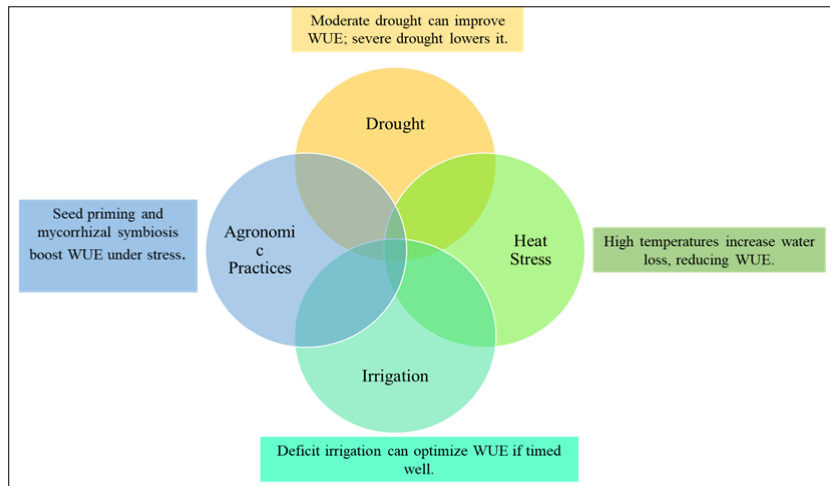 Moderate drought can improve
WUE; severe drought lowers it.
Drought
Seed priming and
mycorrhizal symbiosis
boost WUE under stress.
Agronomi
c
Practices
Heat
Stress
High temperatures increase water
loss, reducing WUE.
Irrigation
Deficit irrigation can optimize WUE if timed
well.